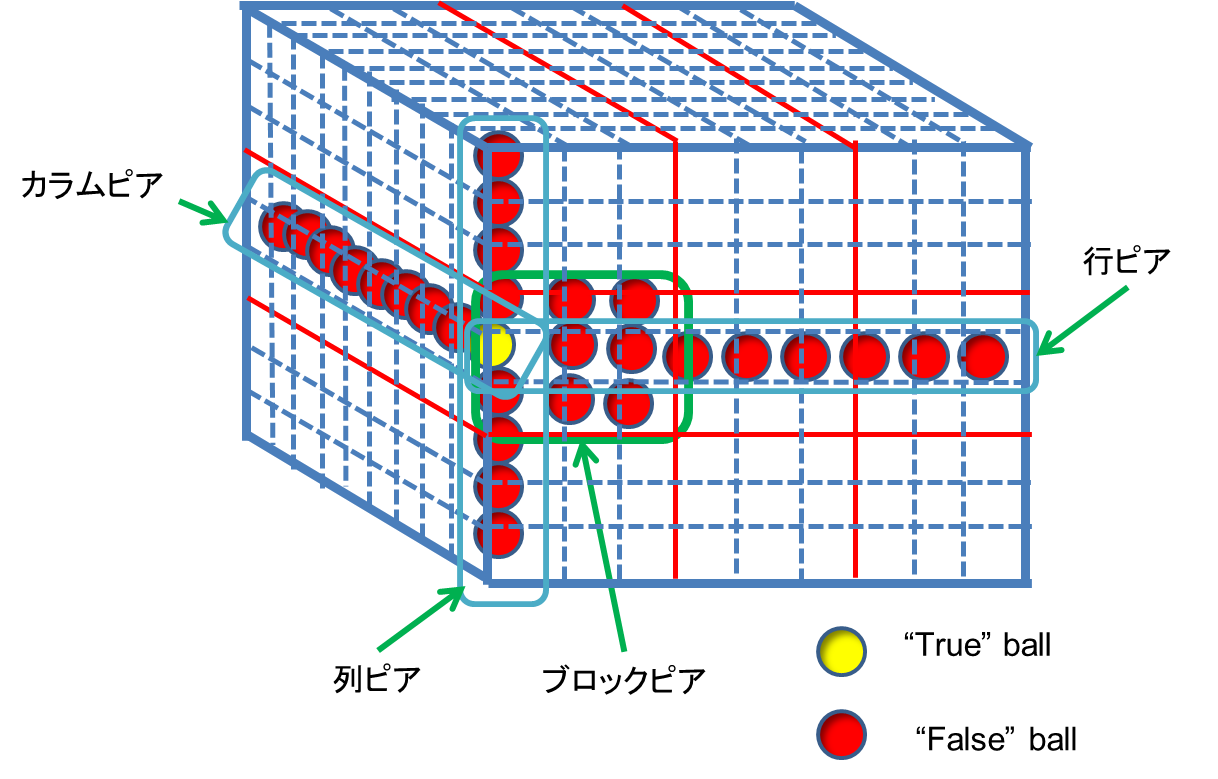 カラムピア
行ピア
列ピア
ブロックピア
“True” ball
“False” ball